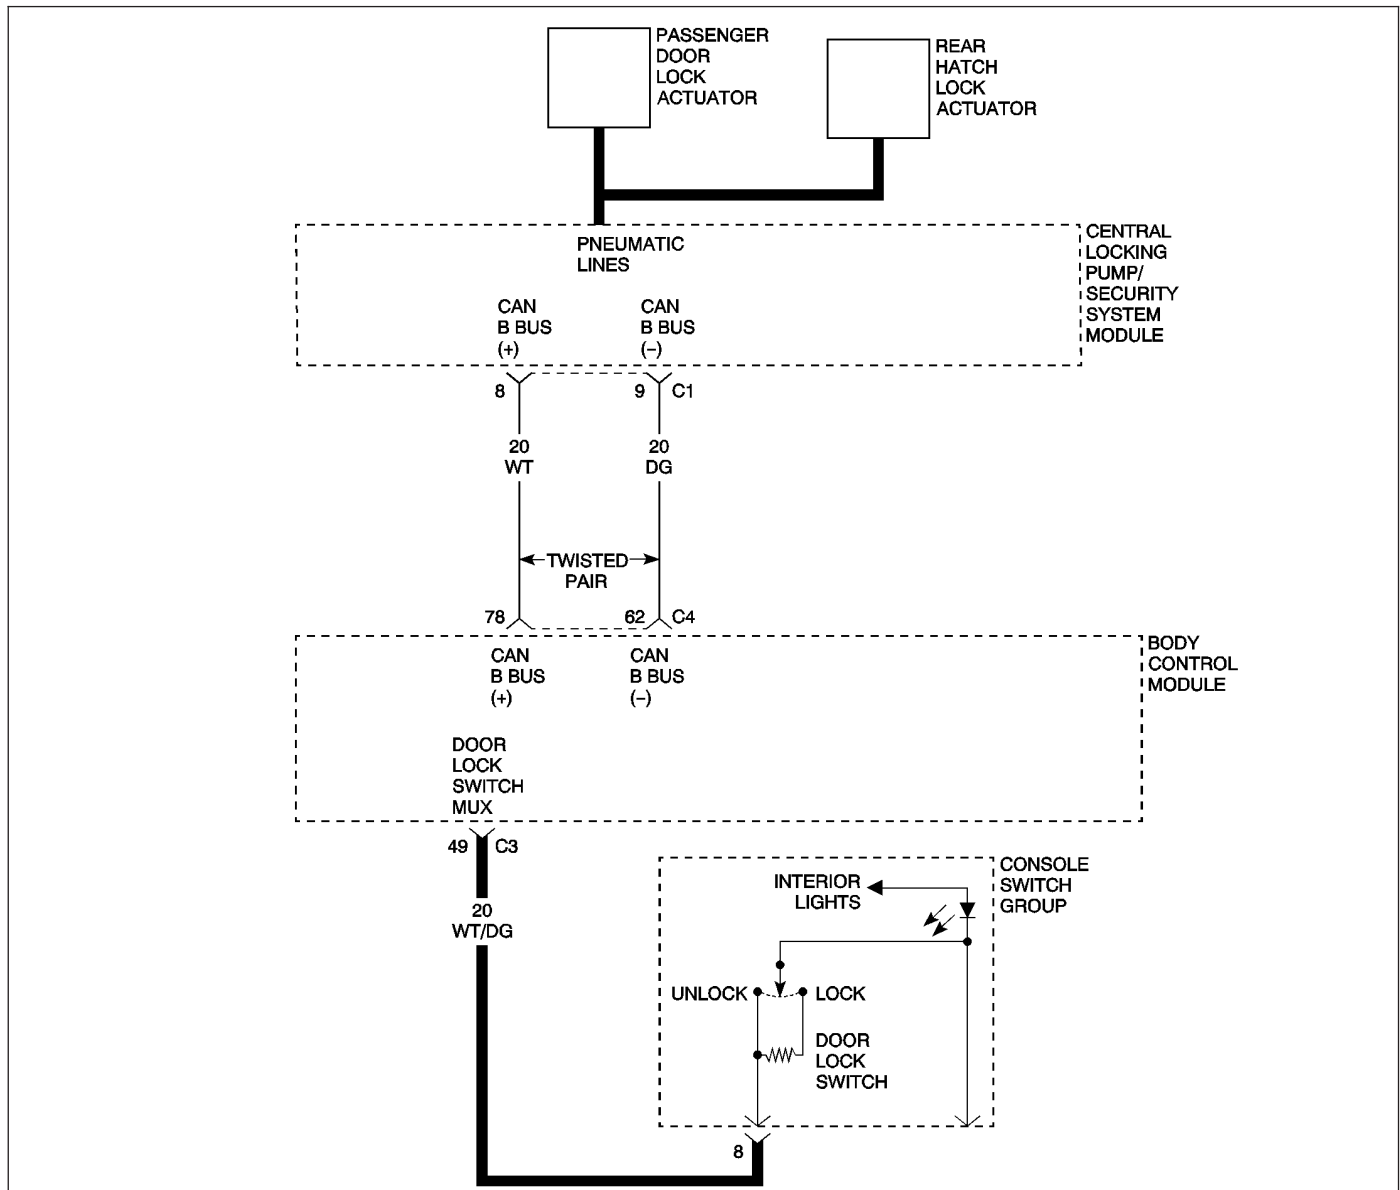 PASSENGER
DOOR
LOCK
ACTUATOR
REAR
HATCH
LOCK
ACTUATOR
PNEUMATIC
LINES
CENTRAL
LOCKING
PUMP/
SECURITY
SYSTEM
MODULE
CAN
B BUS
(+)
CAN
B BUS
(−)
8
9
C1
20
WT
20
DG
TWISTED
PAIR
78
62
C4
BODY
CONTROL
MODULE
CAN
B BUS
(+)
CAN
B BUS
(−)
DOOR
LOCK
SWITCH
MUX
49
C3
20
WT/DG
CONSOLE
SWITCH
GROUP
INTERIOR
LIGHTS
UNLOCK
LOCK
DOOR
LOCK
SWITCH
8